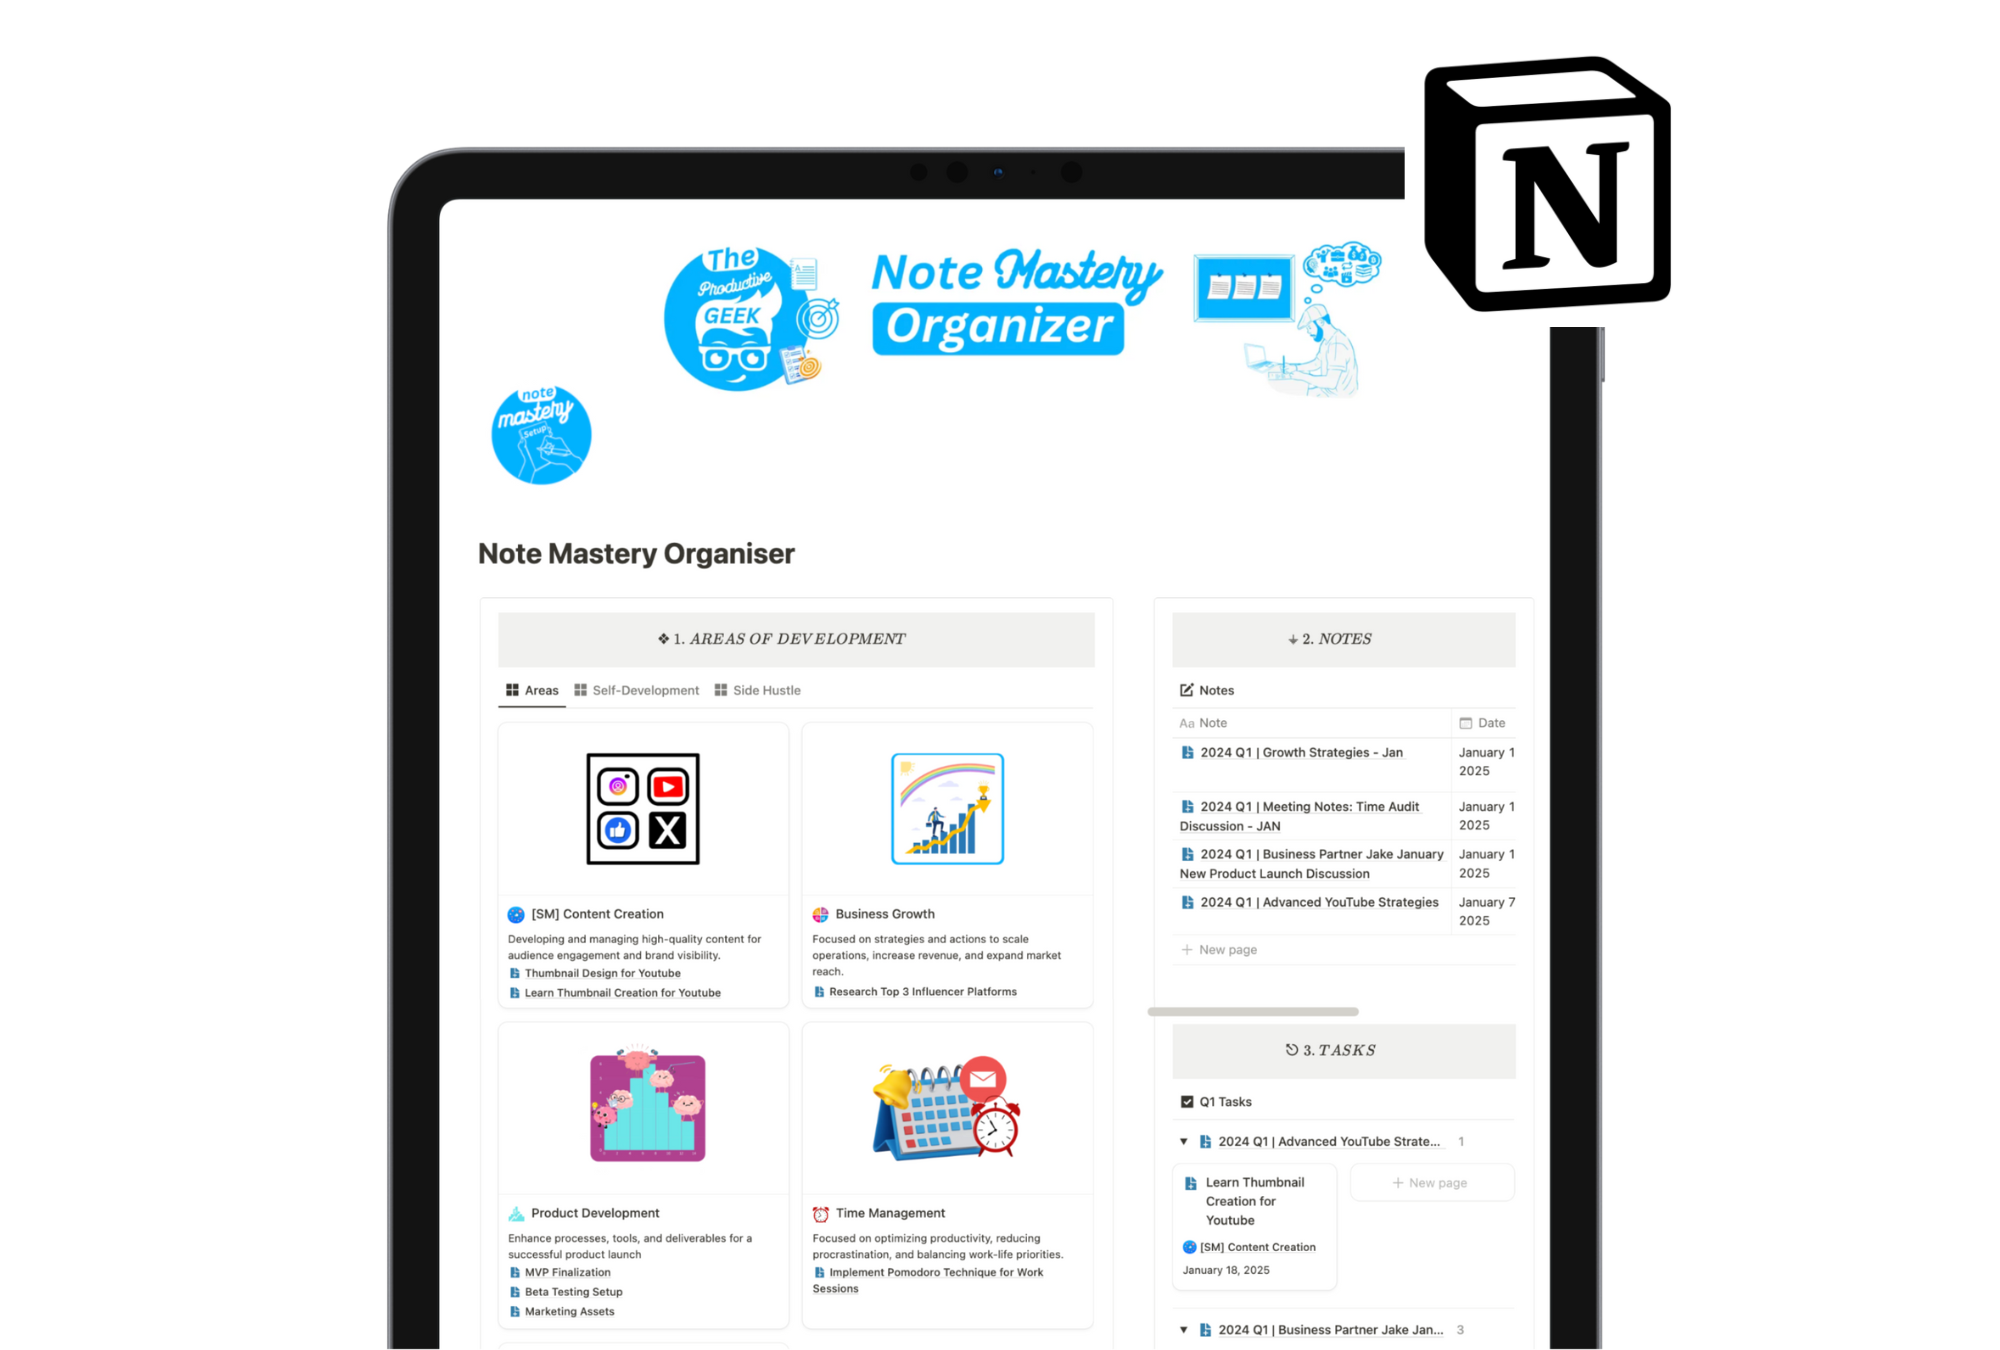 N
The
Productive
GEEK
A
Note Mastery
Organizer
note
mastery
Setup
Note Mastery Organiser
❖ 1. AREAS OF DEVELOPMENT
Areas
Self-Development
Side Hustle
X
[SM] Content Creation
Developing and managing high-quality content for
audience engagement and brand visibility.
Thumbnail Design for Youtube
Learn Thumbnail Creation for Youtube
Business Growth
Focused on strategies and actions to scale
operations, increase revenue, and expand market
reach.
Research Top 3 Influencer Platforms
Product Development
Enhance processes, tools, and deliverables for a
successful product launch
MVP Finalization
Beta Testing Setup
Marketing Assets
Time Management
Focused on optimizing productivity, reducing
procrastination, and balancing work-life priorities.
Implement Pomodoro Technique for Work
Sessions
2. NOTES
Notes
Aa Note
Date
2024 Q1 | Growth Strategies - Jan
January 1
2025
2024 Q1 | Meeting Notes: Time Audit
Discussion - JAN
January 1
2025
2024 Q1 | Business Partner Jake January
New Product Launch Discussion
January 1
2025
2024 Q1 | Advanced YouTube Strategies
January 7
2025
+ New page
3. TASKS
Q1 Tasks
▼ 2024 Q1 | Advanced YouTube Strate... 1
Learn Thumbnail
Creation for
Youtube
[SM] Content Creation
January 18, 2025
+ New page
▼ 2024 Q1 | Business Partner Jake Jan... 3